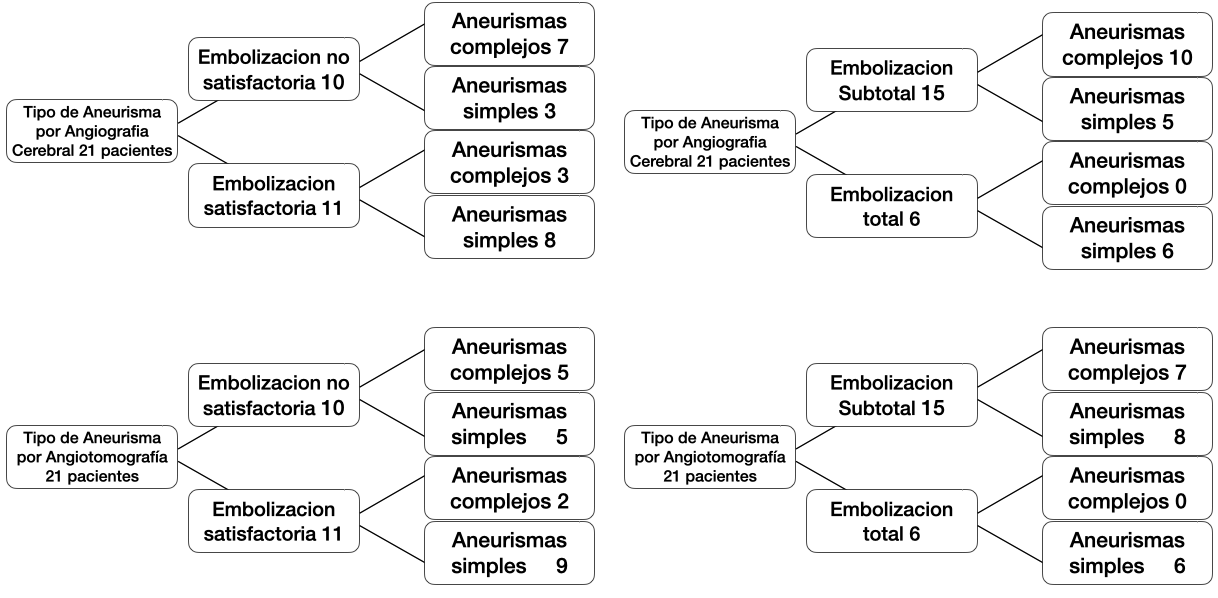 Tipo de Aneurisma
por Angiografia
Cerebral 21 pacientes
Embolizacion no
satisfactoria 10
Aneurismas
complejos 7
Aneurismas
simples 3
Embolizacion
satisfactoria 11
Aneurismas
complejos 3
Aneurismas
simples 8
Tipo de Aneurisma
por Angiografia
Cerebral 21 pacientes
Embolizacion
Subtotal 15
Aneurismas
complejos 10
Aneurismas
simples 5
Embolizacion
total 6
Aneurismas
complejos 0
Aneurismas
simples 6
Tipo de Aneurisma
por Angiotomografía
21 pacientes
Embolizacion no
satisfactoria 10
Aneurismas
complejos 5
Aneurismas
simples 5
Embolizacion
satisfactoria 11
Aneurismas
complejos 2
Aneurismas
simples 9
Tipo de Aneurisma
por Angiotomografía
21 pacientes
Embolizacion
Subtotal 15
Aneurismas
complejos 7
Aneurismas
simples 8
Embolizacion
total 6
Aneurismas
complejos 0
Aneurismas
simples 6